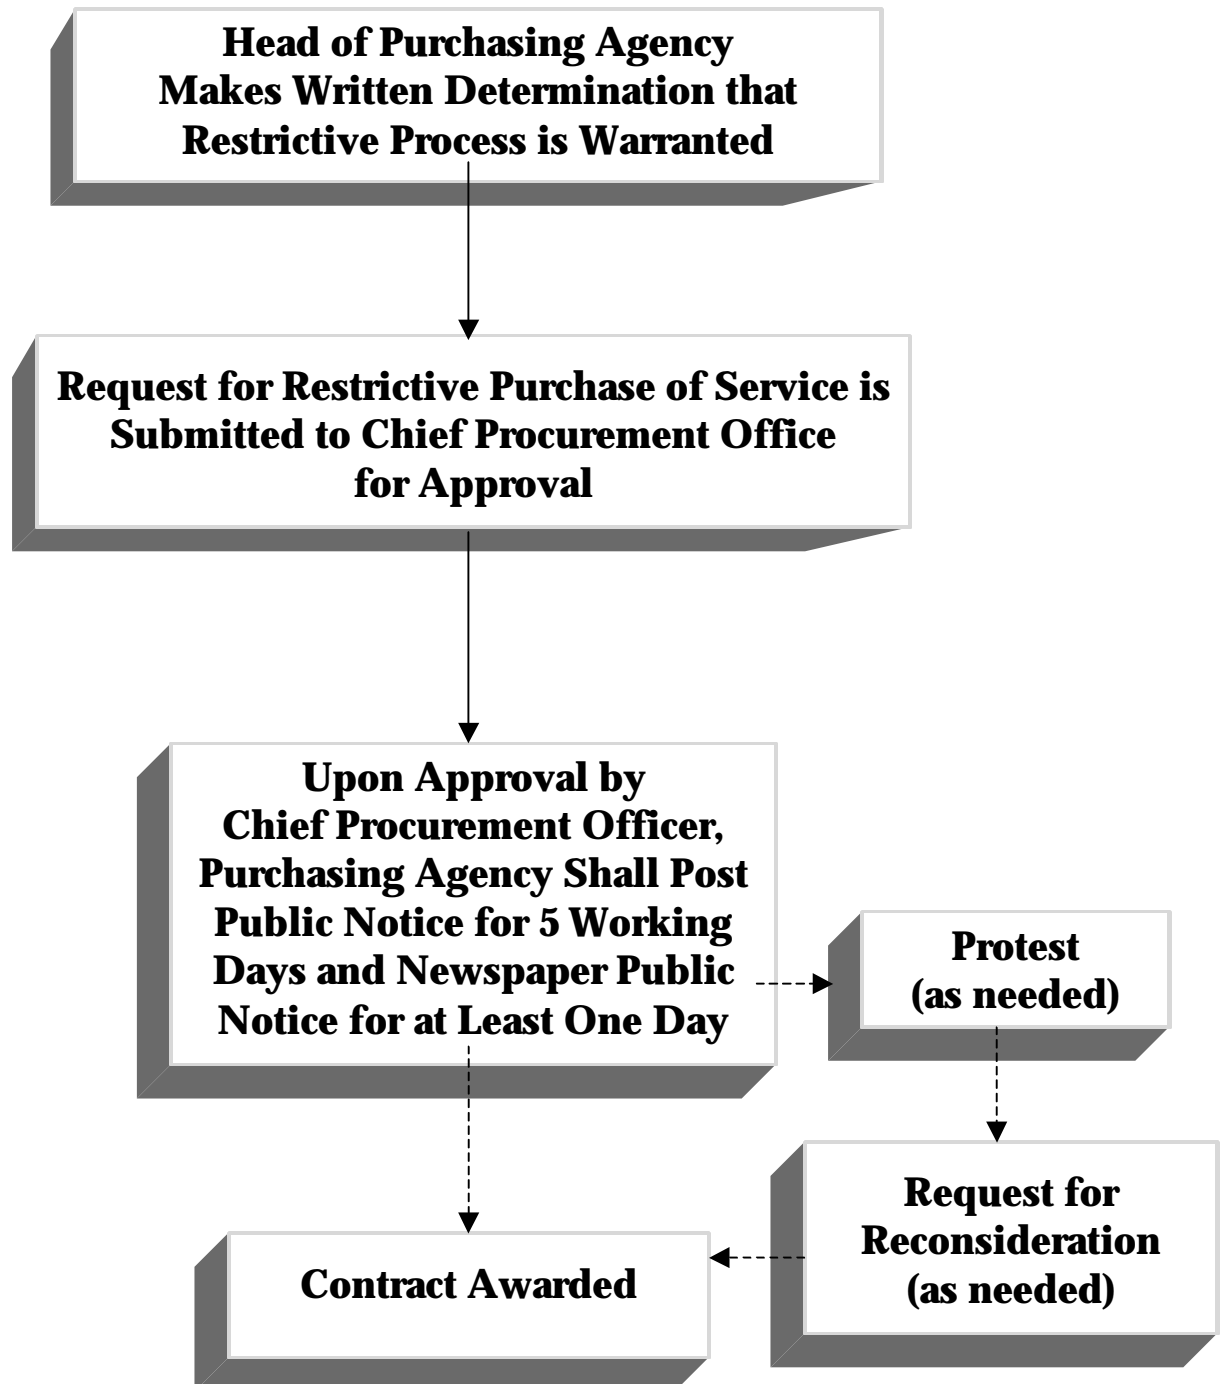 Head of Purchasing Agency
Makes Written Determination that
Restrictive Process is Warranted
Request for Restrictive Purchase of Service is
Submitted to Chief Procurement Office
for Approval
Upon Approval by
Chief Procurement Officer,
Purchasing Agency Shall Post
Public Notice for 5 Working
Days and Newspaper Public
Notice for at Least One Day
Protest
(as needed)
Request for
Reconsideration
(as needed)
Contract Awarded